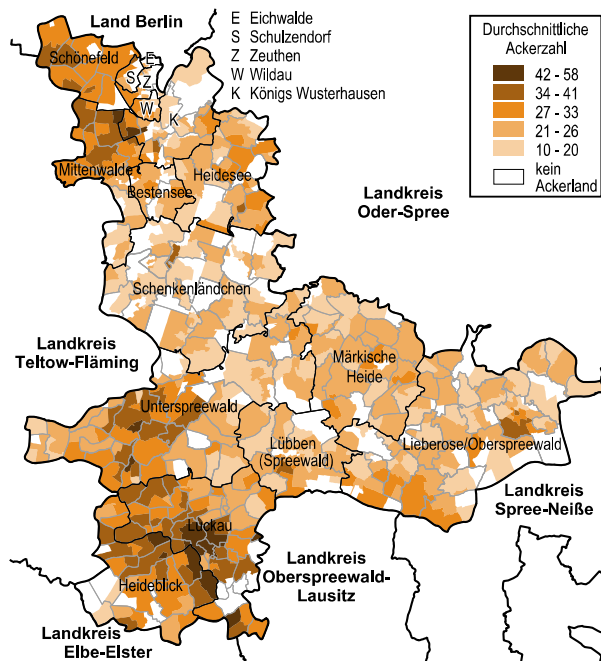 Land Berlin
E Eichwalde
S Schulzendorf
Z Zeuthen
W Wildau
K Königs Wusterhausen
Durchschnittliche
Ackerzahl
42 - 58
34 - 41
27 - 33
21 - 26
10 - 20
kein
Ackerland
Schönefeld
E
S
Z
W
K
Mittenwalde
Bestensee
Heidesee
Landkreis
Oder-Spree
Schenkenländchen
Landkreis
Teltow-Fläming
Märkische
Heide
Unterspreewald
Lübben
(Spreewald)
Lieberose/Oberspreewald
Landkreis
Spree-Neiße
Luckau
Landkreis
Oberspreewald-
Lausitz
Heideblick
Landkreis
Elbe-Elster